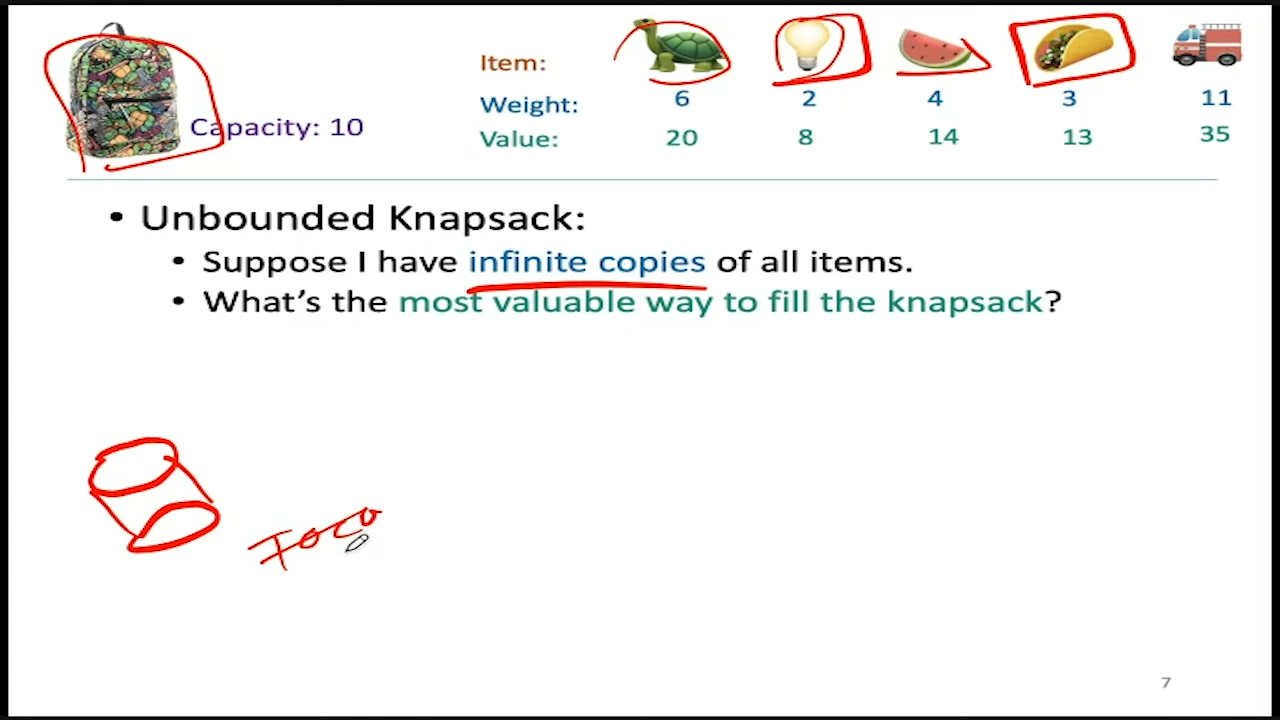 Item:
Capacity: 10
Weight: 6 2 4 3 11
Value: 20 8 14 13 35
• Unbounded Knapsack:
• Suppose I have infinite copies of all items.
• What's the most valuable way to fill the knapsack?
7